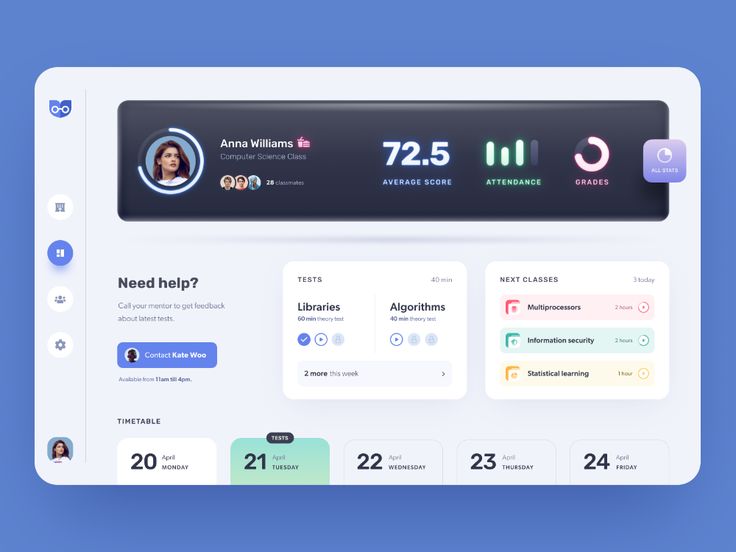 Anna Williams
Computer Science Class
28 classmates
72.5
AVERAGE SCORE
ATTENDANCE
GRADES
ALL STATS
Need help?
Call your mentor to get feedback
about latest tests.
Contact Kate Woo
Available from 11am till 4pm.
TESTS
40 min
Libraries
60 min theory test
Algorithms
40 min theory test
2 more this week
NEXT CLASSES
3 today
Multiprocessors
2 hours
Information security
2 hours
Statistical learning
1 hour
TIMETABLE
20 April
MONDAY
TESTS
21 April
TUESDAY
22 April
WEDNESDAY
23 April
THURSDAY
24 April
FRIDAY